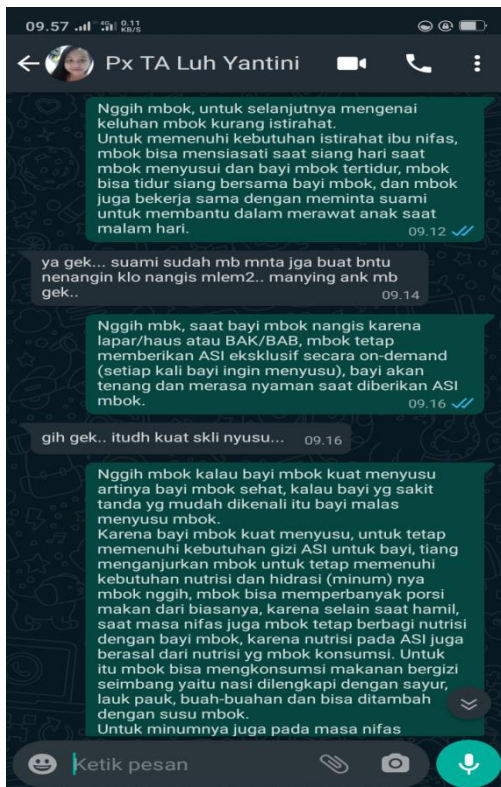 09.57 4G 0.11 KB/S
Px TA Luh Yantini
Nggih mbok, untuk selanjutnya mengenai
keluhan mbok kurang istirahat.
Untuk memenuhi kebutuhan istirahat ibu nifas,
mbok bisa mensiasati saat siang hari saat
mbok menyusui dan bayi mbok tertidur, mbok
bisa tidur siang bersama bayi mbok, dan mbok
juga bekerja sama dengan meminta suami
untuk membantu dalam merawat anak saat
malam hari.
09.12
ya gek... suami sudah mb mnta jga buat bntu
nenangin klo nangis mlem2.. manying ank mb
gek..
09.14
Nggih mbk, saat bayi mbok nangis karena
lapar/haus atau BAK/BAB, mbok tetap
memberikan ASI eksklusif secara on-demand
(setiap kali bayi ingin menyusu), bayi akan
tenang dan merasa nyaman saat diberikan ASI
mbok.
09.16
gih gek.. itudh kuat skli nyusu... 09.16
Nggih mbok kalau bayi mbok kuat menyusu
artinya bayi mbok sehat, kalau bayi yg sakit
tanda yg mudah dikenali itu bayi malas
menyusu mbok.
Karena bayi mbok kuat menyusu, untuk tetap
memenuhi kebutuhan gizi ASI untuk bayi, tiang
menganjurkan mbok untuk tetap memenuhi
kebutuhan nutrisi dan hidrasi (minum) nya
mbok nggih, mbok bisa memperbanyak porsi
makan dari biasanya, karena selain saat hamil,
saat masa nifas juga mbok tetap berbagi nutrisi
dengan bayi mbok, karena nutrisi pada ASI juga
berasal dari nutrisi yg mbok konsumsi. Untuk
itu mbok bisa mengkonsumsi makanan bergizi
seimbang yaitu nasi dilengkapi dengan sayur,
lauk pauk, buah-buahan dan bisa ditambah
dengan susu mbok.
Untuk minumnya juga pada masa nifas
Ketik pesan